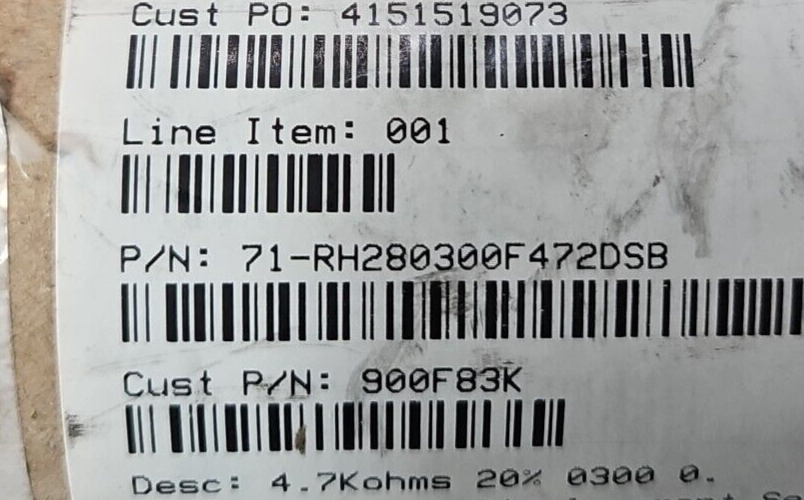 Cust PO: 4151519073
Line Item: 001
P/N: 71-RH280300F472DSB
Cust P/N: 900F83K
Desc: 4.7Kohms 20% 0300 0.